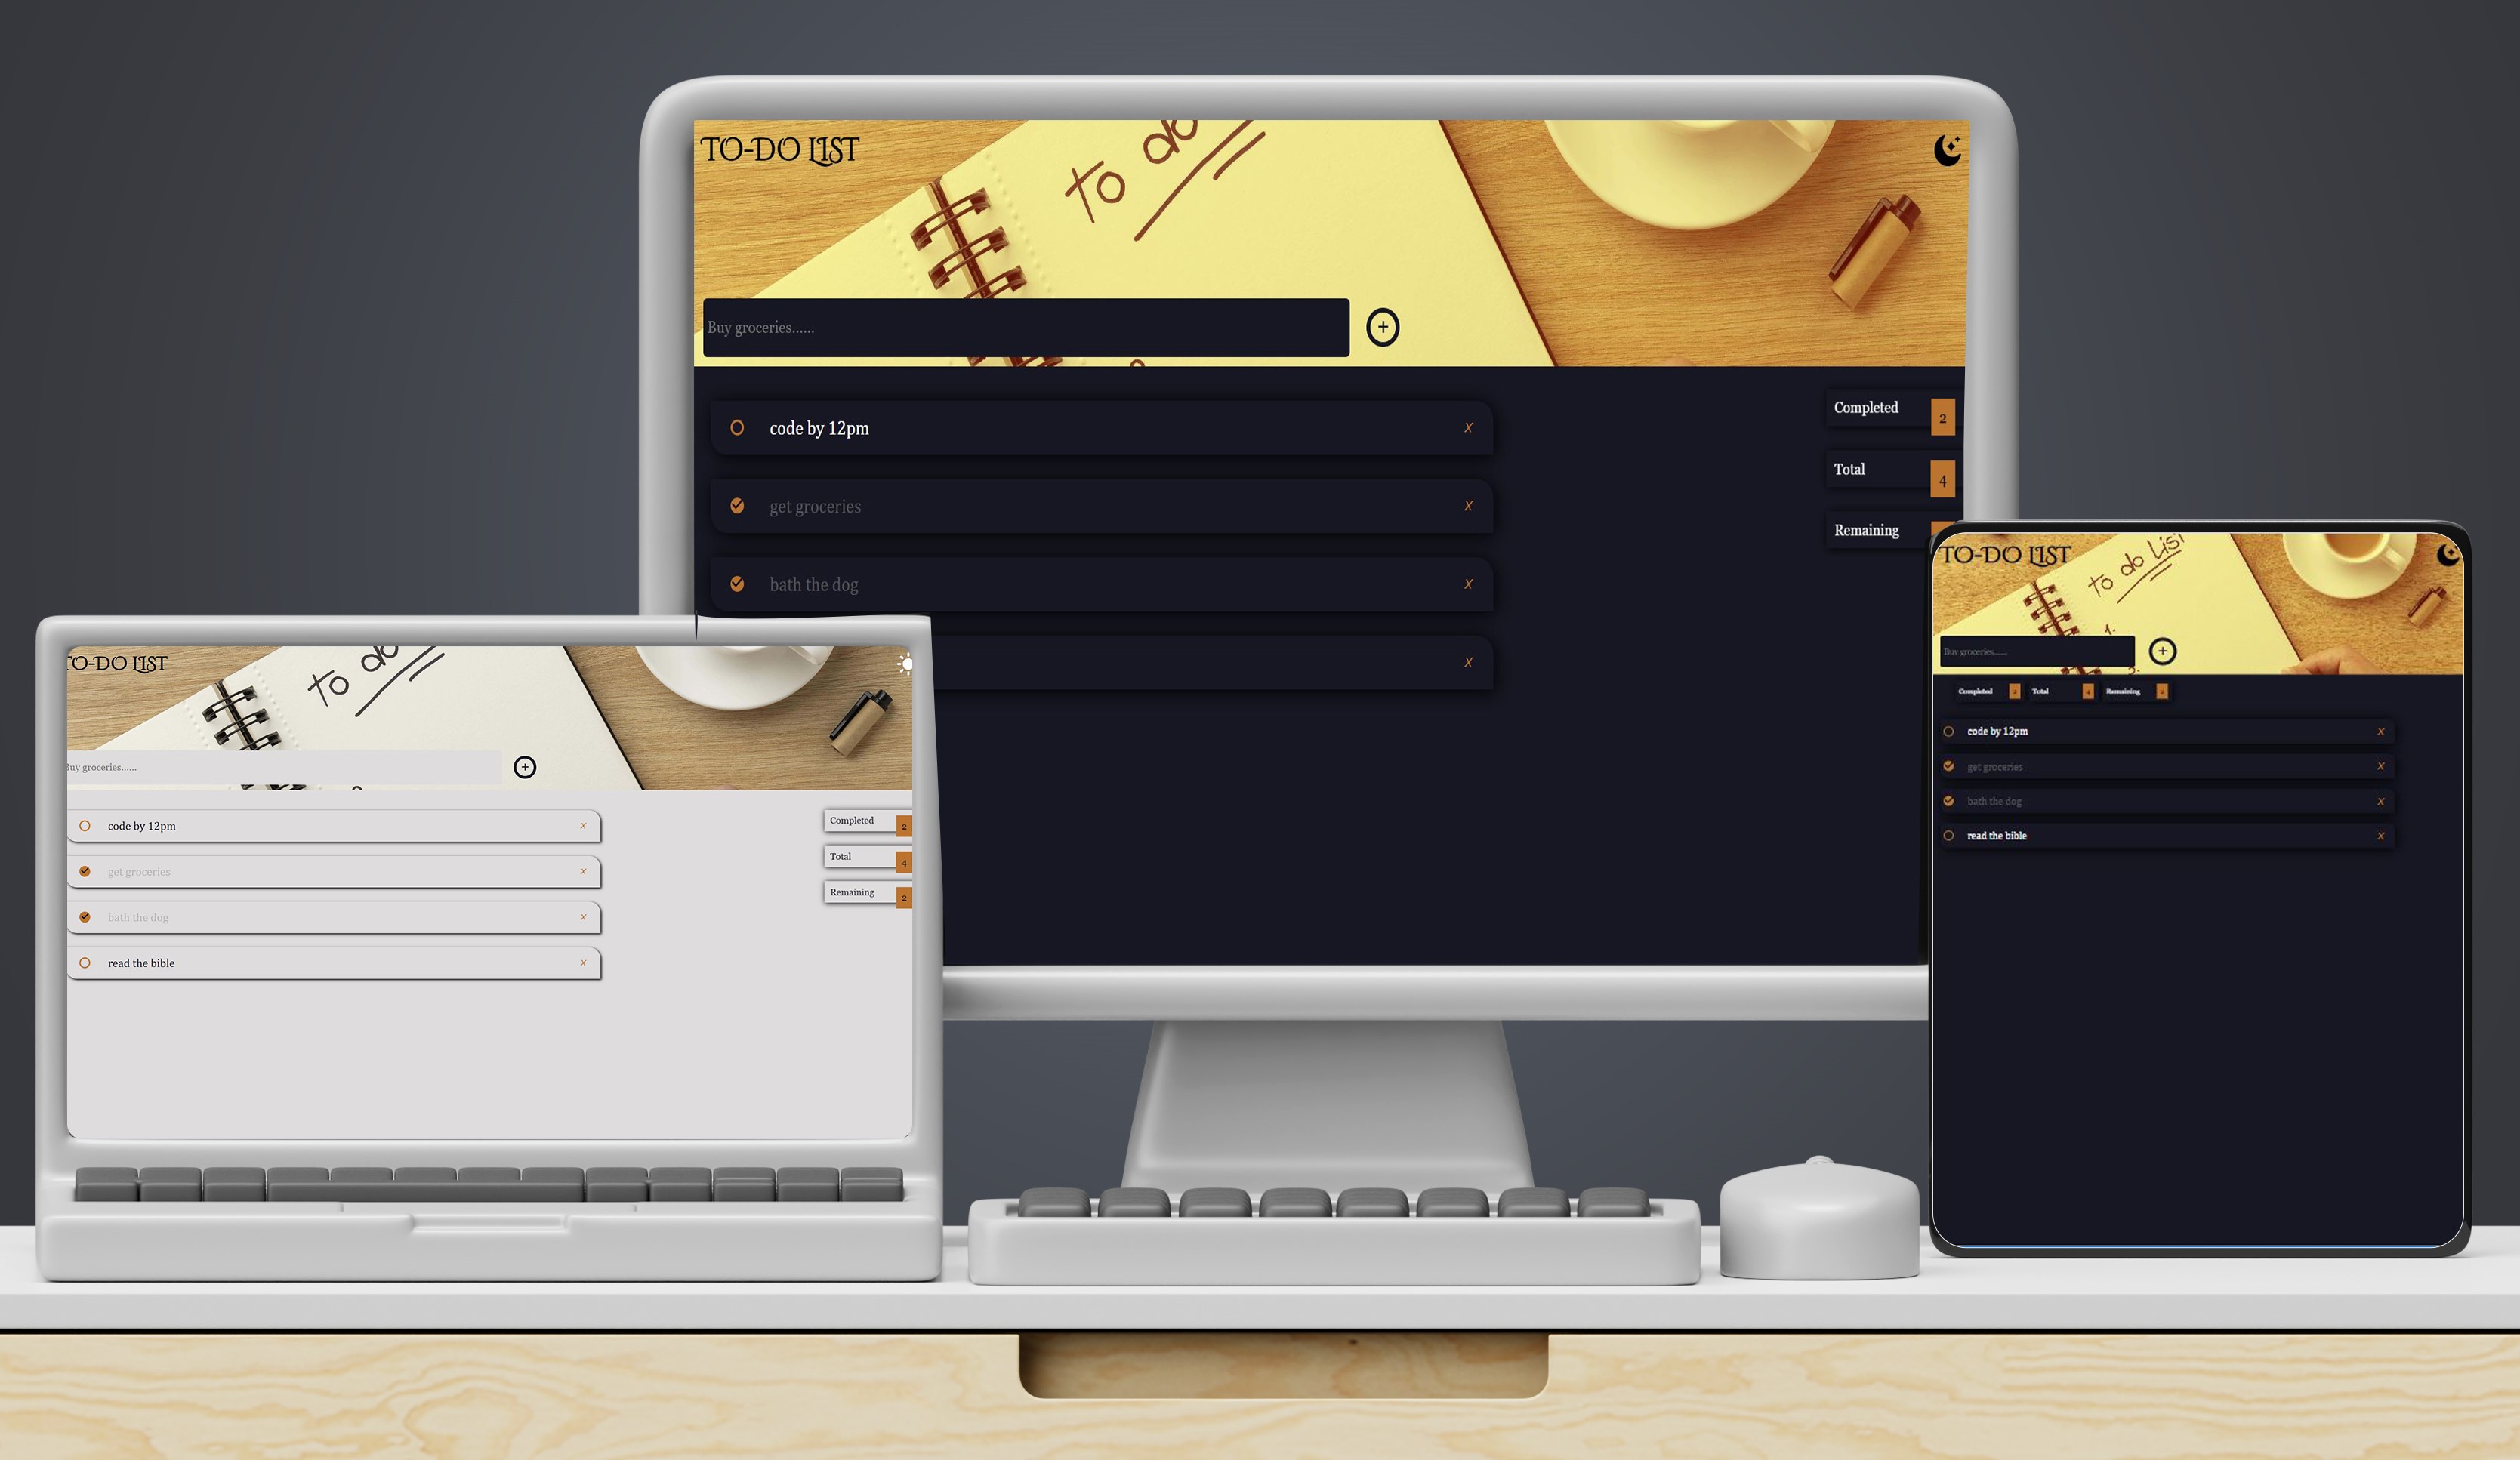 TO-DO LIST
to do
Buy groceries......
+
code by 12pm
x
get groceries
x
bath the dog
x
x
Completed
2
Total
4
Remaining
TO-DO LIST
to do
Buy groceries......
+
code by 12pm
x
get groceries
x
bath the dog
x
read the bible
x
Completed
2
Total
4
Remaining
2
TO-DO LIST
to do List
1.
Buy groceries......
+
3.
Completed 2 Total 4 Remaining 2
code by 12pm
x
get groceries
x
bath the dog
x
read the bible
x